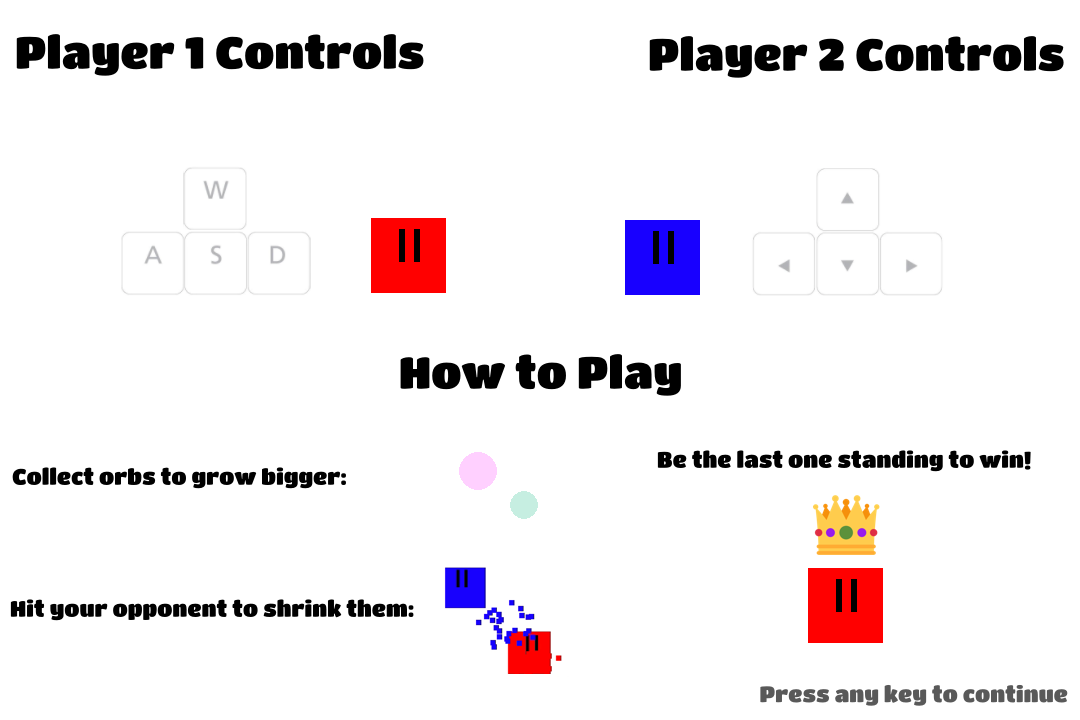 Player 1 Controls
Player 2 Controls
W
A S D
How to Play
Collect orbs to grow bigger:
Be the last one standing to win!
Hit your opponent to shrink them:
Press any key to continue